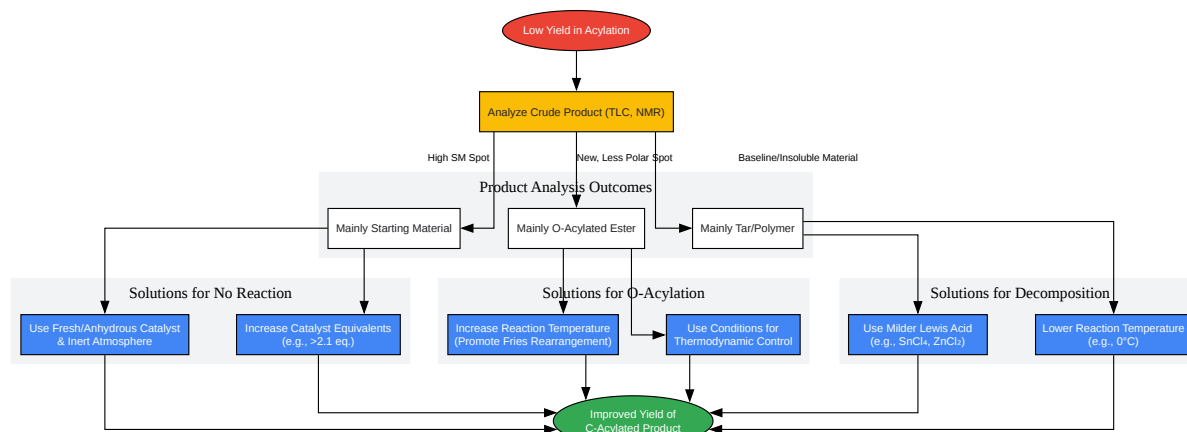 Low Yield in Acylation
Analyze Crude Product (TLC, NMR)
High SM Spot
New, Less Polar Spot
Baseline/Insoluble Material
Product Analysis Outcomes
Mainly Starting Material
Mainly O-Acylated Ester
Mainly Tar/Polymer
Solutions for No Reaction
Solutions for O-Acylation
Solutions for Decomposition
Use Fresh/Anhydrous Catalyst
& Inert Atmosphere
Increase Catalyst Equivalents
(e.g., >2.1 eq.)
Increase Reaction Temperature
(Promote Fries Rearrangement)
Use Conditions for
Thermodynamic Control
Use Milder Lewis Acid
(e.g., SnCl₄, ZnCl₂)
Lower Reaction Temperature
(e.g., 0°C)
Improved Yield of
C-Acylated Product